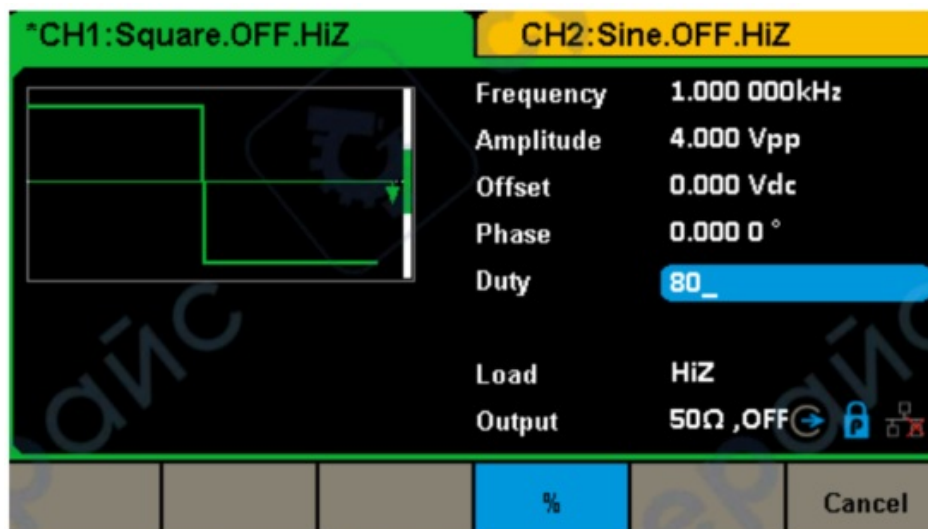 *CH1:Square.OFF.HiZ CH2:Sine.OFF.HiZ
Frequency 1.000 000kHz
Amplitude 4.000 Vpp
Offset 0.000 Vdc
Phase 0.000 0 °
Duty 80_
Load HiZ
Output 50Ω ,OFF
% Cancel